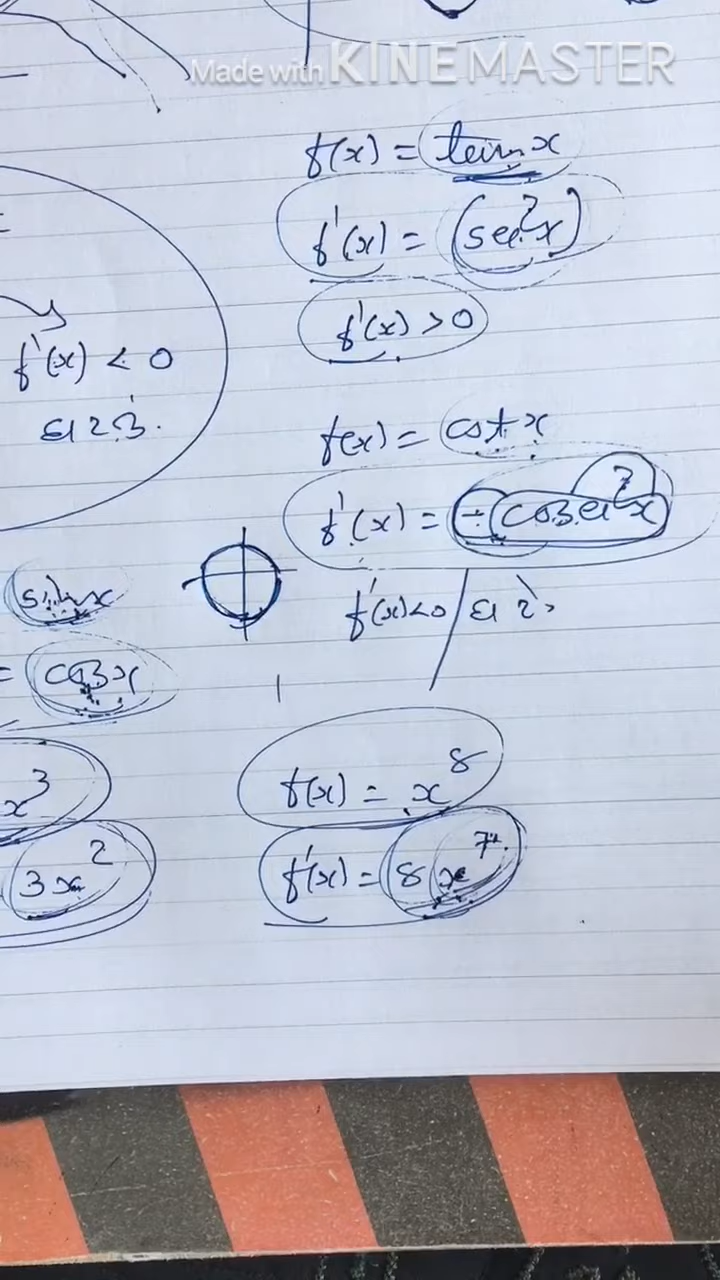 Made with KINEMASTER
f(x) = tan x
f'(x) = (sec²x)
f'(x) > 0
f'(x) < 0
f(x) = cot x
f'(x) = -cosec²x
sin x
f'(x)<0
= cos x
f(x) = x⁸
x³
f'(x) = 8x⁷
3x²